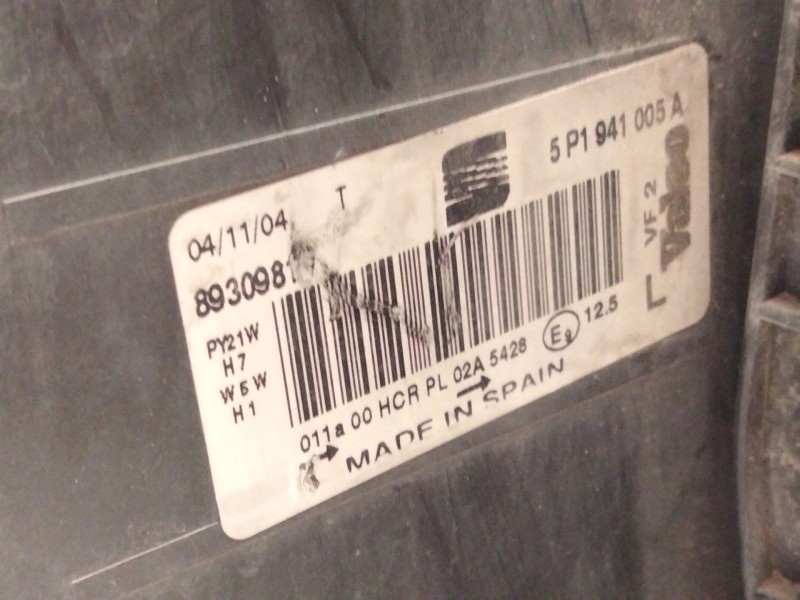 04/11/04
T
5 P1 941 005 A
8930981
PY21W
H7
W5W
H1
VF 2
Valeo
L
011a 00 HCR PL 02A 5428
E9
12.5
MADE IN SPAIN